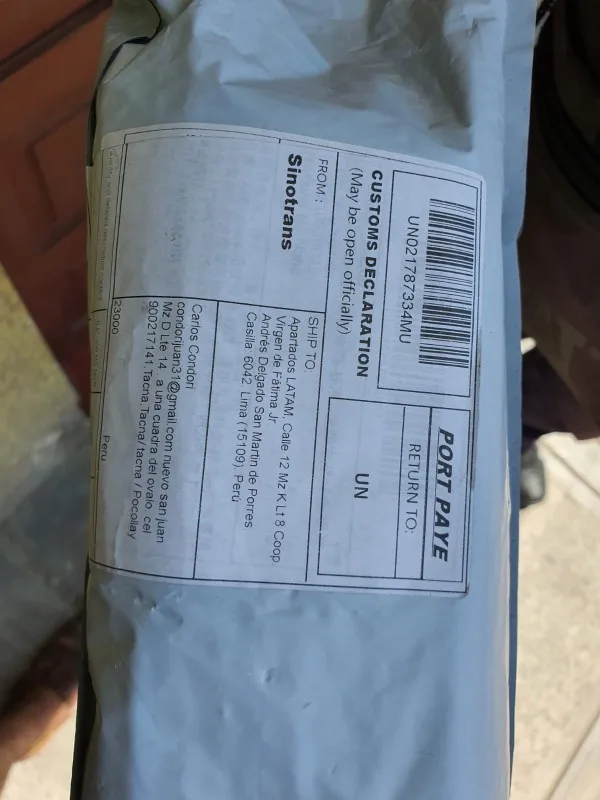 UN021787334MU
PORT PAYE
RETURN TO:
UN
CUSTOMS DECLARATION
(May be open officially)
FROM :
Sinotrans
SHIP TO:
Apartados LATAM, Calle 12 Mz K Lt 8 Coop.
Virgen de Fátima Jr
Andrés Delgado San Martin de Porres
Casilla: 6042, Lima (15109), Perú
Carlos Condori
condorijuan31@gmail.com nuevo san juan
Mz D Lte 14 , a una cuadra del ovalo, cel
900217141,Tacna,Tacna/ tacna / Pocollay
23000
Peru